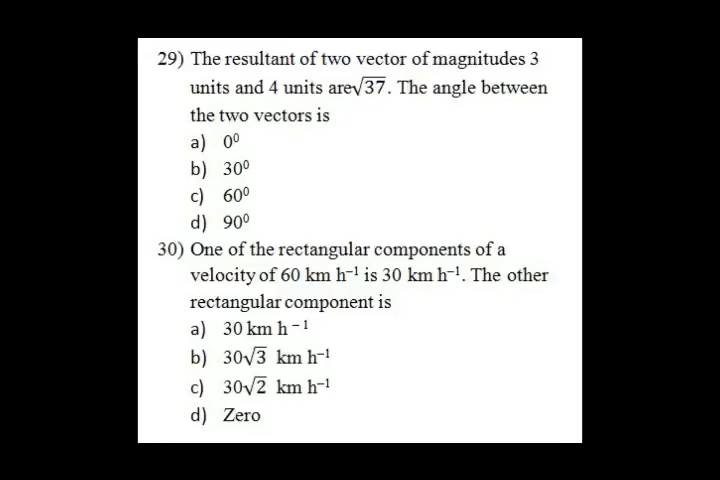 29) The resultant of two vector of magnitudes 3
units and 4 units are√37. The angle between
the two vectors is
a) 0⁰
b) 30⁰
c) 60⁰
d) 90⁰
30) One of the rectangular components of a
velocity of 60 km h⁻¹ is 30 km h⁻¹. The other
rectangular component is
a) 30 km h ⁻¹
b) 30√3 km h⁻¹
c) 30√2 km h⁻¹
d) Zero